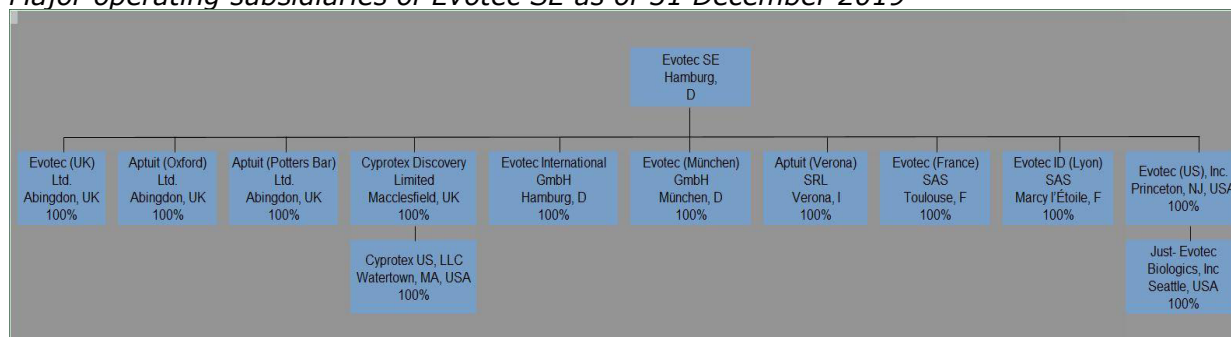 Major operating subsidiaries of Evotec SE as of 31 December 2019
Evotec SE
Hamburg,
D
Evotec (UK)
Ltd.
Abingdon, UK
100%
Aptuit (Oxford)
Ltd.
Abingdon, UK
100%
Aptuit (Potters Bar)
Ltd.
Abingdon, UK
100%
Cyprotex Discovery
Limited
Macclesfield, UK
100%
Evotec International
GmbH
Hamburg, D
100%
Evotec (München)
GmbH
München, D
100%
Aptuit (Verona)
SRL
Verona, I
100%
Evotec (France)
SAS
Toulouse, F
100%
Evotec ID (Lyon)
SAS
Marcy l'Étoile, F
100%
Evotec (US), Inc.
Princeton, NJ, USA
100%
Cyprotex US, LLC
Watertown, MA, USA
100%
Just- Evotec
Biologics, Inc
Seattle, USA
100%